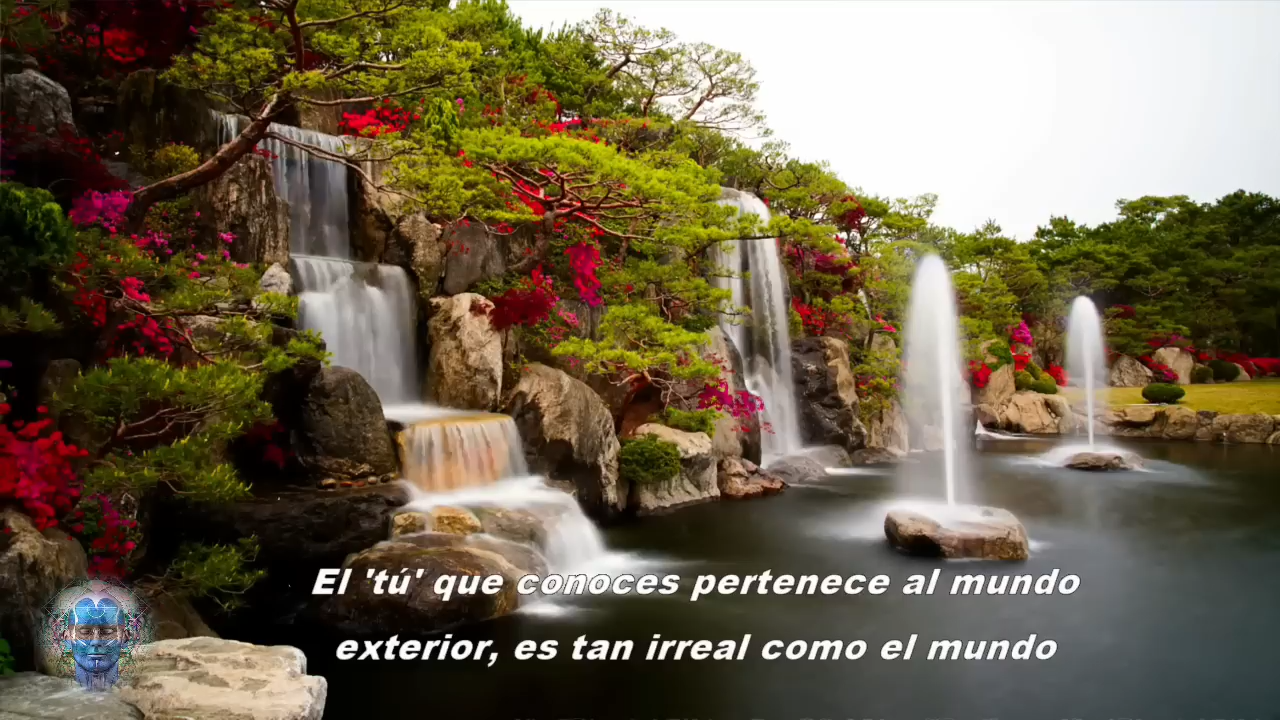 El 'tú' que conoces pertenece al mundo
exterior, es tan irreal como el mundo